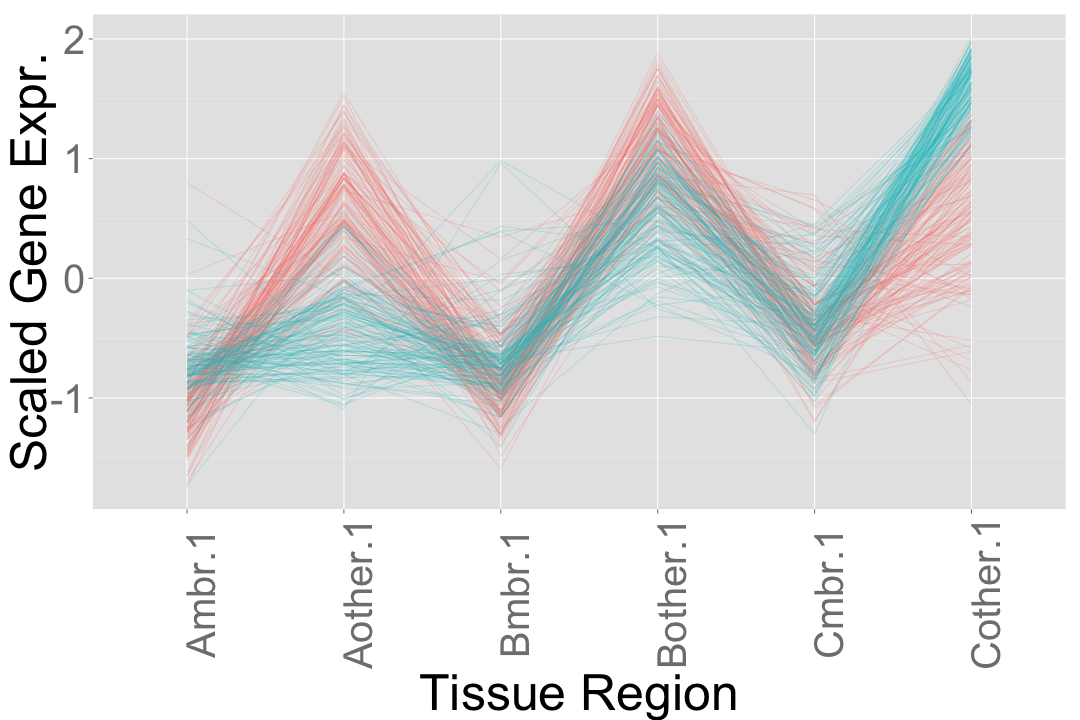 Scaled Gene Expr.
2
1
0
-1
Ambr.1
Aother.1
Bmbr.1
Bother.1
Cmbr.1
Cother.1
Tissue Region